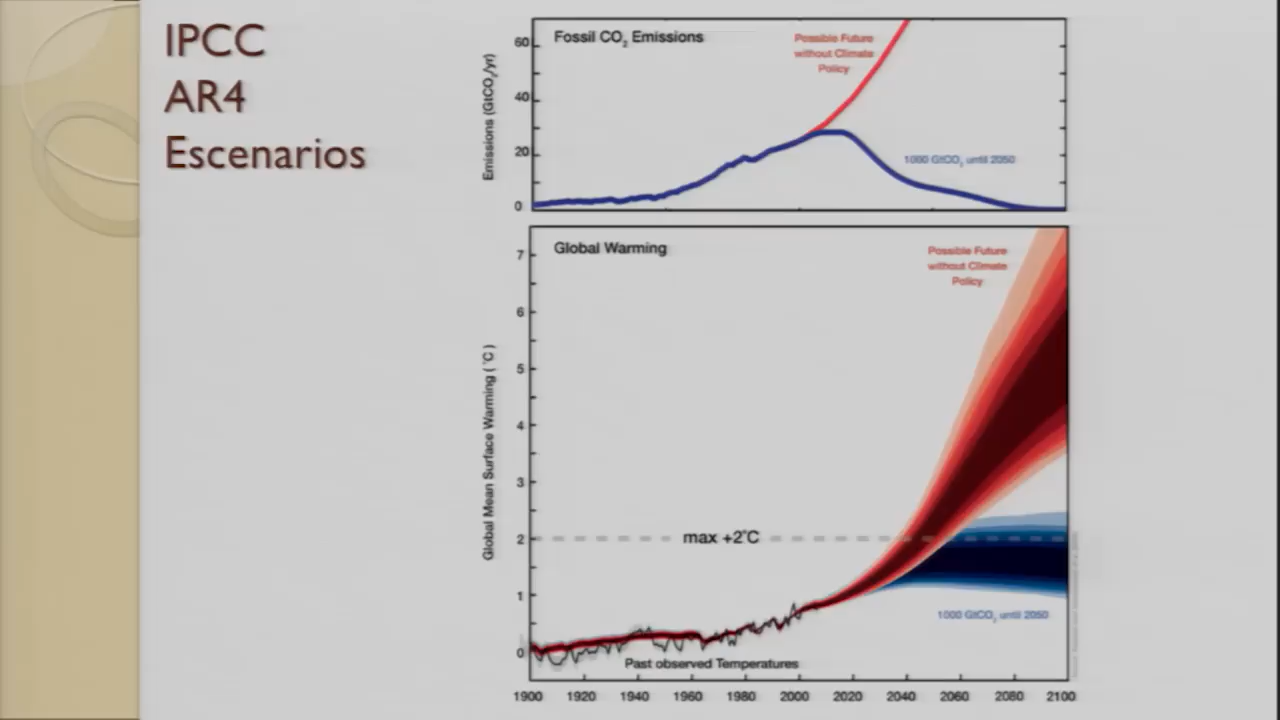 IPCC
AR4
Escenarios
Fossil CO₂ Emissions
Possible Future
without Climate
Policy
1000 GtCO₂ until 2050
Emissions (GtCO₂/yr)
60
40
20
0
Global Warming
Possible Future
without Climate
Policy
Global Mean Surface Warming (˚C)
7
6
5
4
3
2
1
0
max +2˚C
1000 GtCO₂ until 2050
Past observed Temperatures
1900 1920 1940 1960 1980 2000 2020 2040 2060 2080 2100